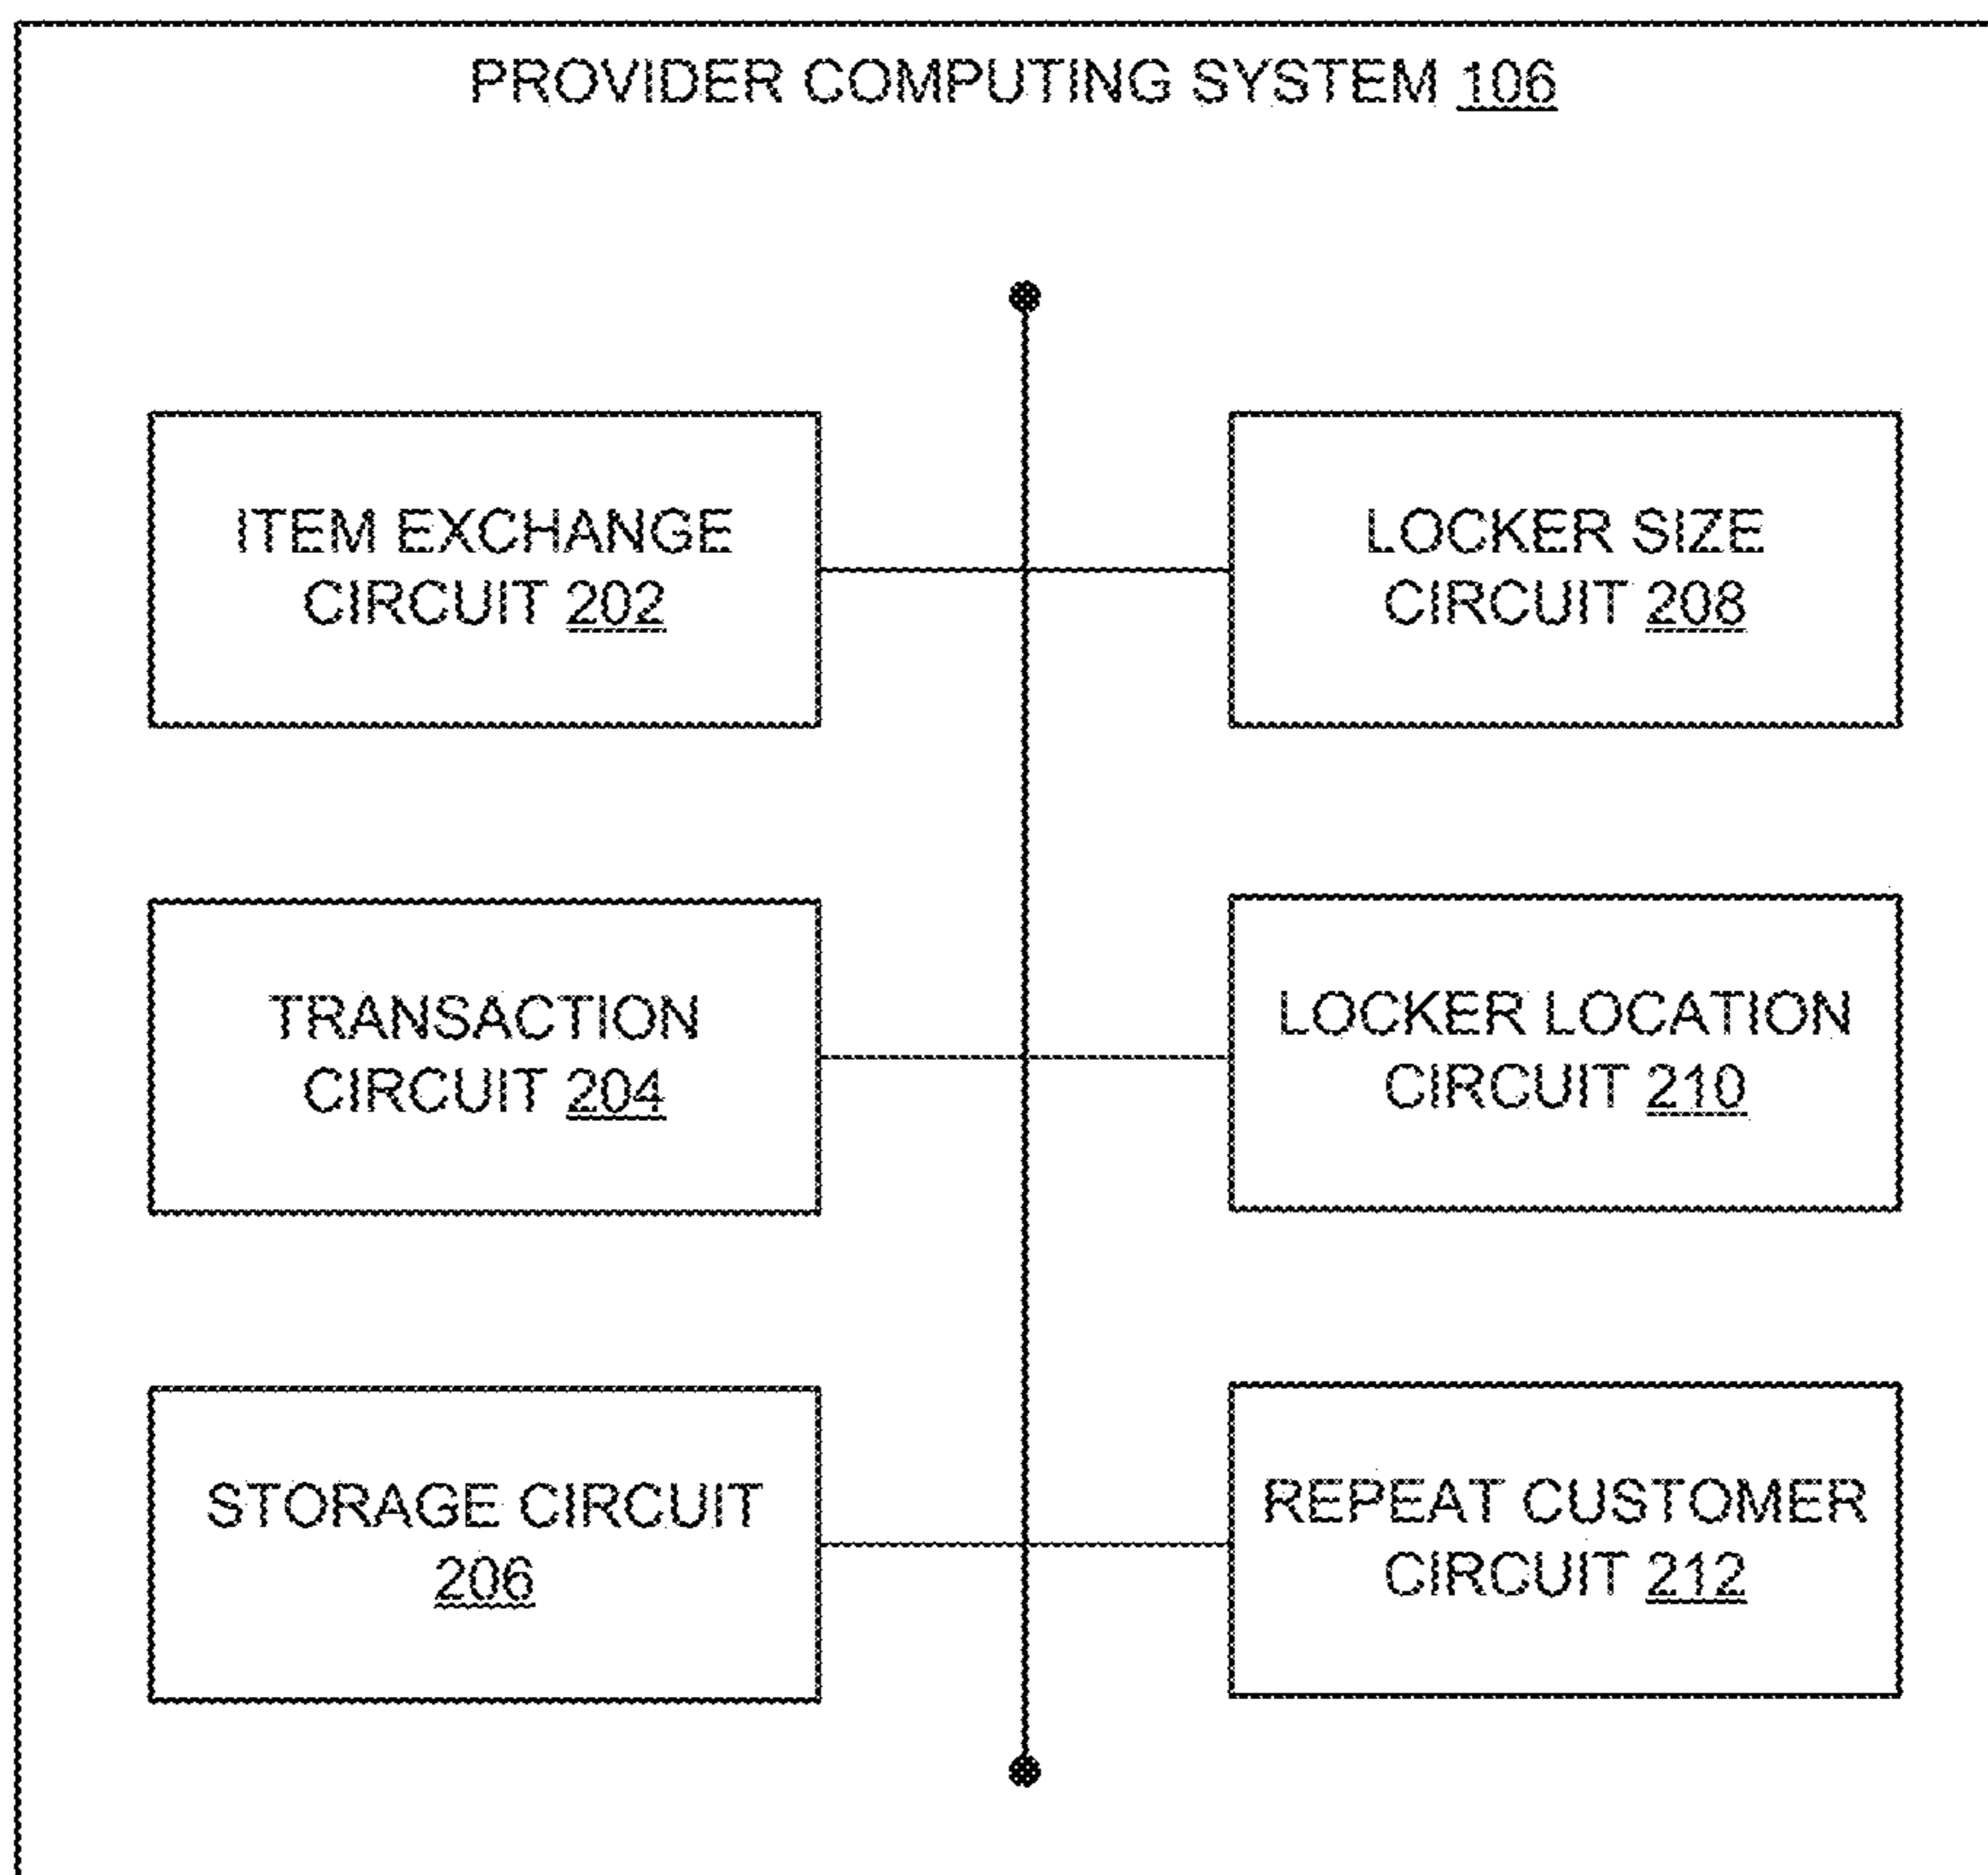 PROVIDER COMPUTING SYSTEM 106
ITEM EXCHANGE
CIRCUIT 202
LOCKER SIZE
CIRCUIT 208
TRANSACTION
CIRCUIT 204
LOCKER LOCATION
CIRCUIT 210
STORAGE CIRCUIT
206
REPEAT CUSTOMER
CIRCUIT 212